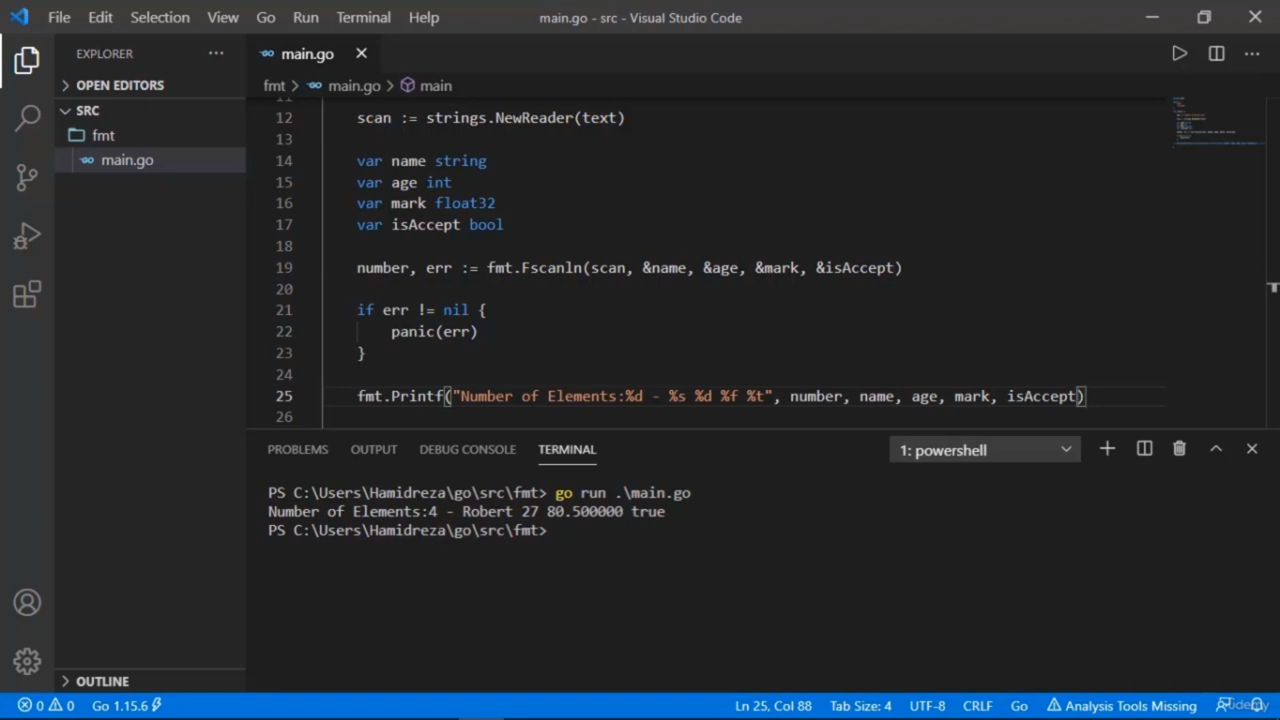 File Edit Selection View Go Run Terminal Help main.go - src - Visual Studio Code
EXPLORER
OPEN EDITORS
SRC
fmt
main.go
main.go
fmt > main.go > main
11
12 scan := strings.NewReader(text)
13
14 var name string
15 var age int
16 var mark float32
17 var isAccept bool
18
19 number, err := fmt.Fscanln(scan, &name, &age, &mark, &isAccept)
20
21 if err != nil {
22 panic(err)
23 }
24
25 fmt.Printf("Number of Elements:%d - %s %d %f %t", number, name, age, mark, isAccept)
26
PROBLEMS OUTPUT DEBUG CONSOLE TERMINAL 1: powershell
PS C:\Users\Hamidreza\go\src\fmt> go run .\main.go
Number of Elements:4 - Robert 27 80.500000 true
PS C:\Users\Hamidreza\go\src\fmt>
OUTLINE
0 0 Go 1.15.6 Ln 25, Col 88 Tab Size: 4 UTF-8 CRLF Go Analysis Tools Missing